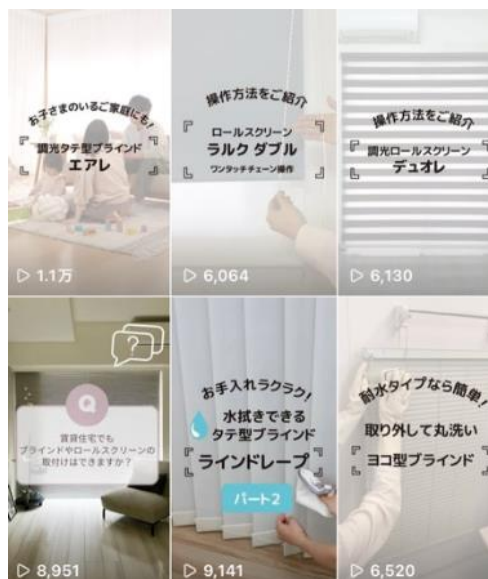 お子さまのいるご家庭にも!
調光タテ型ブラインド
エアレ
1.1万
操作方法をご紹介
ロールスクリーン
ラルク ダブル
ワンタッチチェーン操作
6,064
操作方法をご紹介
調光ロールスクリーン
デュオレ
6,130
?
Q
賃貸住宅でも
ブラインドやロールスクリーンの
取付けはできますか?
8,951
お手入れラクラク!
水拭きできる
タテ型ブラインド
ラインドレープ
パート2
9,141
耐水タイプなら簡単!
取り外して丸洗い
ヨコ型ブラインド
6,520